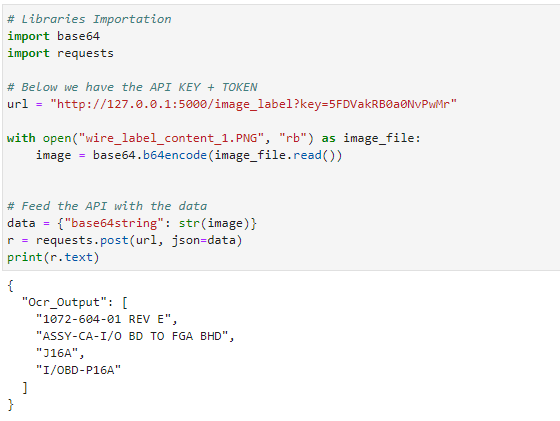 # Libraries Importation
import base64
import requests
# Below we have the API KEY + TOKEN
url = "http://127.0.0.1:5000/image_label?key=5FDVakRB0a0NvPwMr"
with open("wire_label_content_1.PNG", "rb") as image_file:
    image = base64.b64encode(image_file.read())
# Feed the API with the data
data = {"base64string": str(image)}
r = requests.post(url, json=data)
print(r.text)
{
  "Ocr_Output": [
    "1072-604-01 REV E",
    "ASSY-CA-I/O BD TO FGA BHD",
    "J16A",
    "I/OBD-P16A"
  ]
}